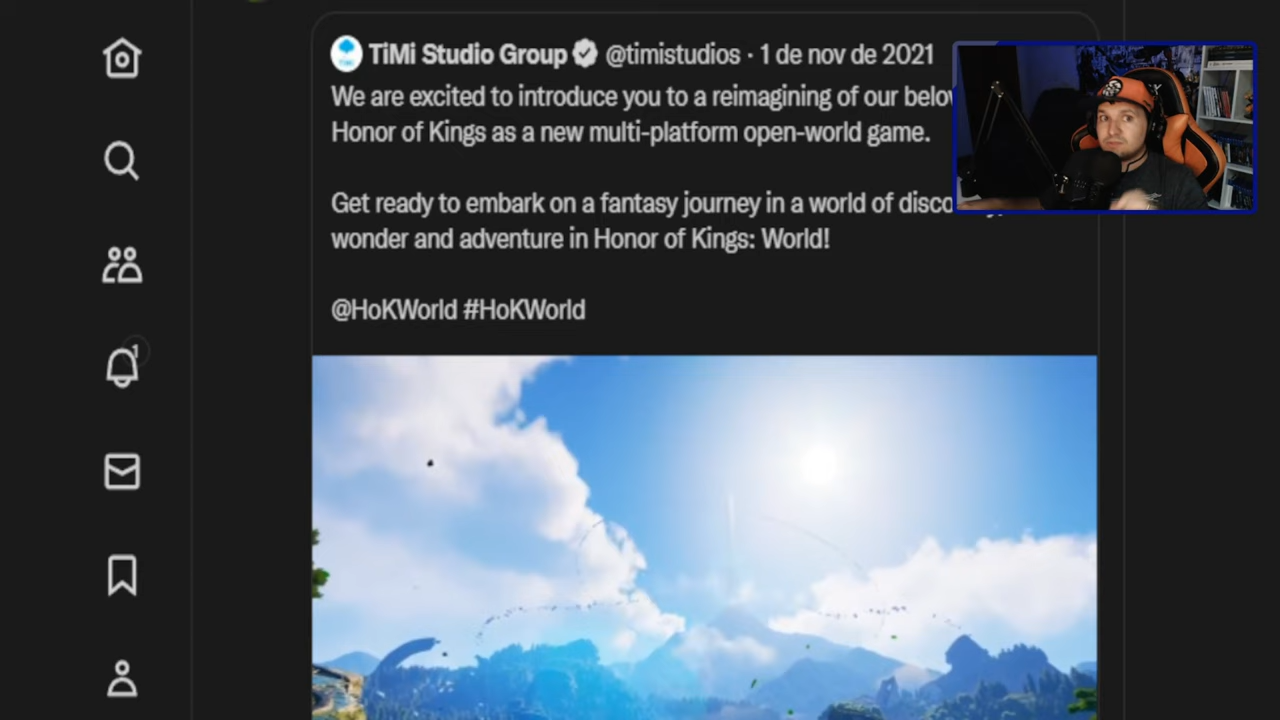 TiMi Studio Group @timistudios · 1 de nov de 2021
We are excited to introduce you to a reimagining of our
Honor of Kings as a new multi-platform open-world game.
Get ready to embark on a fantasy journey in a world of
wonder and adventure in Honor of Kings: World!
@HoKWorld #HoKWorld
1